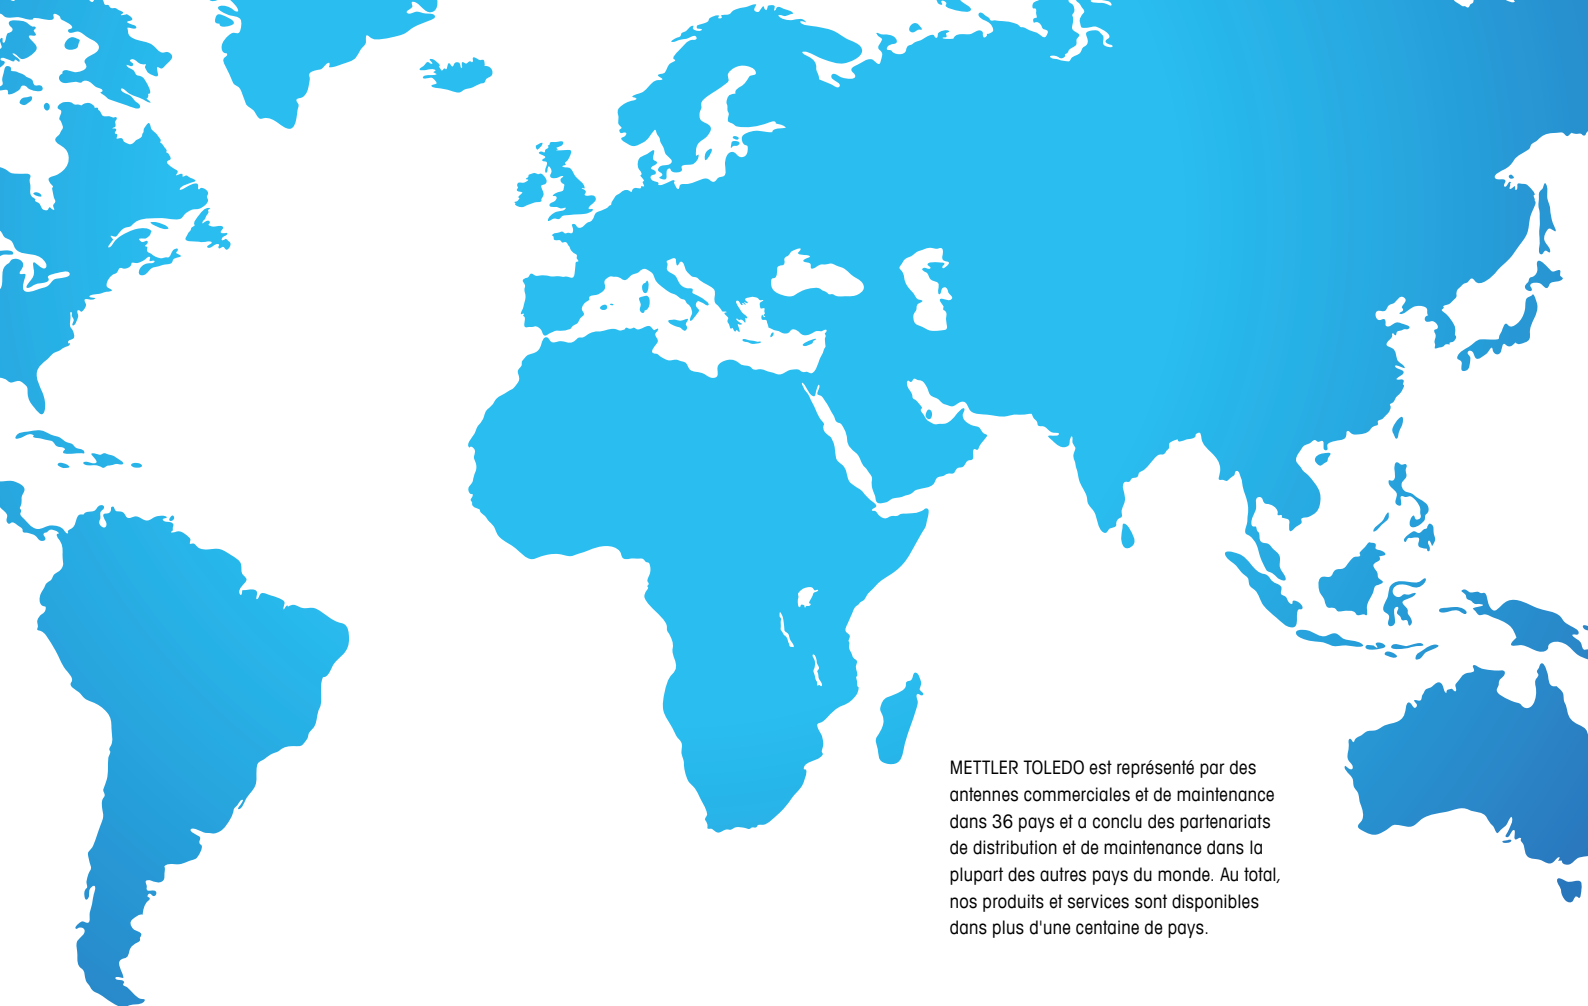 METTLER TOLEDO est représenté par des
antennes commerciales et de maintenance
dans 36 pays et a conclu des partenariats
de distribution et de maintenance dans la
plupart des autres pays du monde. Au total,
nos produits et services sont disponibles
dans plus d'une centaine de pays.